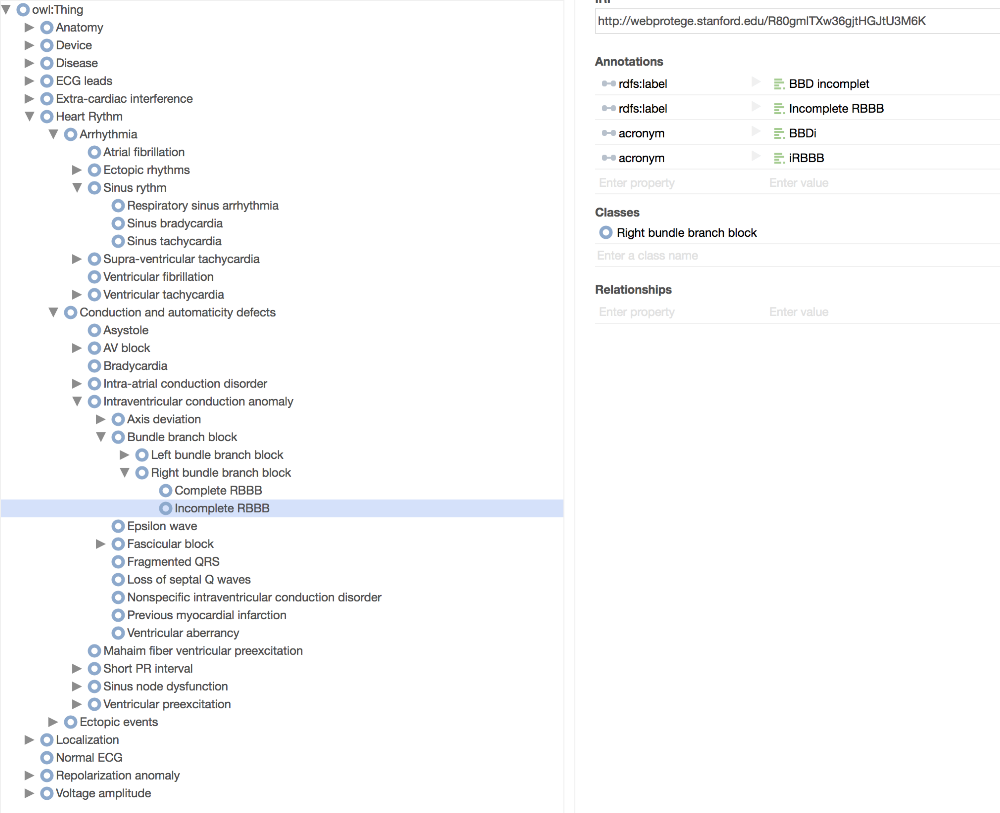 owl:Thing
Anatomy
Device
Disease
ECG leads
Extra-cardiac interference
Heart Rythm
Arrhythmia
Atrial fibrillation
Ectopic rhythms
Sinus rythm
Respiratory sinus arrhythmia
Sinus bradycardia
Sinus tachycardia
Supra-ventricular tachycardia
Ventricular fibrillation
Ventricular tachycardia
Conduction and automaticity defects
Asystole
AV block
Bradycardia
Intra-atrial conduction disorder
Intraventricular conduction anomaly
Axis deviation
Bundle branch block
Left bundle branch block
Right bundle branch block
Complete RBBB
Incomplete RBBB
Epsilon wave
Fascicular block
Fragmented QRS
Loss of septal Q waves
Nonspecific intraventricular conduction disorder
Previous myocardial infarction
Ventricular aberrancy
Mahaim fiber ventricular preexcitation
Short PR interval
Sinus node dysfunction
Ventricular preexcitation
Ectopic events
Localization
Normal ECG
Repolarization anomaly
Voltage amplitude
IRI
http://webprotege.stanford.edu/R80gmlTXw36gjtHGJtU3M6K
Annotations
rdfs:label BBD incomplet
rdfs:label Incomplete RBBB
acronym BBDi
acronym iRBBB
Enter property Enter value
Classes
Right bundle branch block
Enter a class name
Relationships
Enter property Enter value